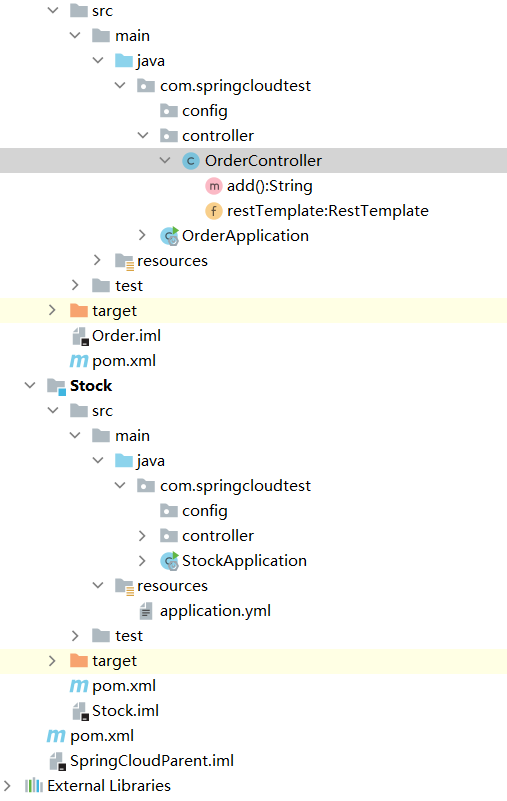 src
main
java
com.springcloudtest
config
controller
OrderController
add():String
restTemplate:RestTemplate
OrderApplication
resources
test
target
Order.iml
pom.xml
Stock
src
main
java
com.springcloudtest
config
controller
StockApplication
resources
application.yml
test
target
pom.xml
Stock.iml
pom.xml
SpringCloudParent.iml
External Libraries